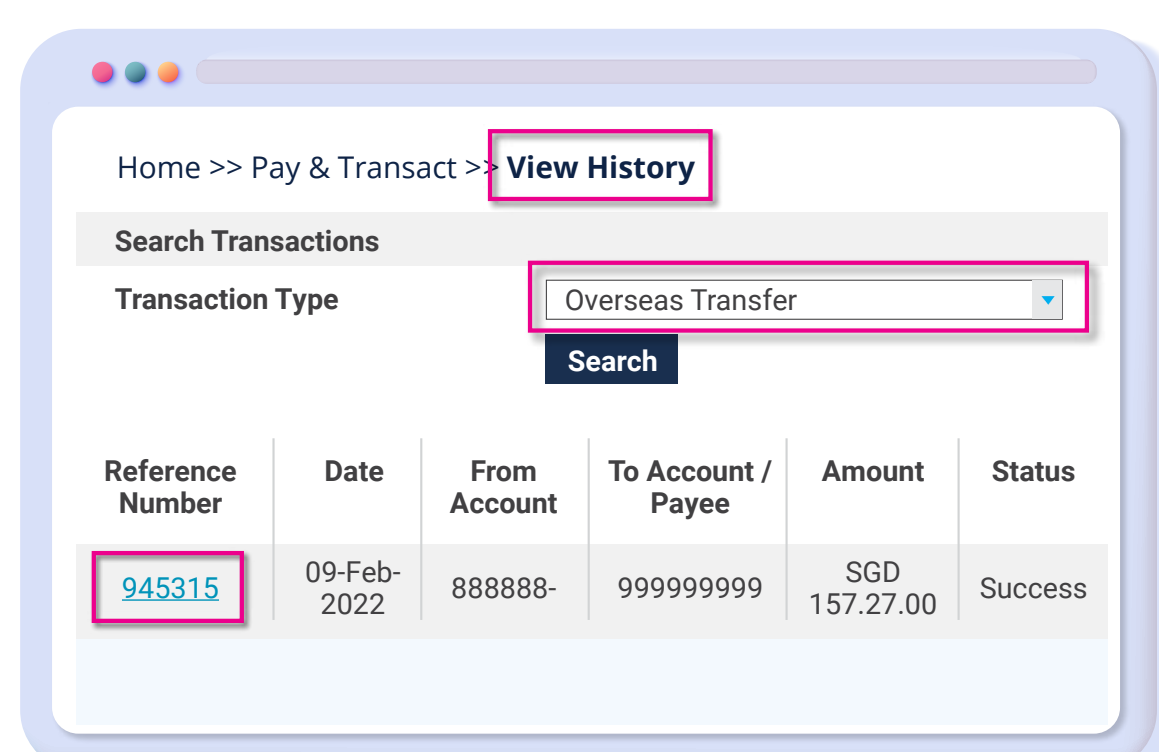 Home >> Pay & Transact >> View History
Search Transactions
Transaction Type
Overseas Transfer
Search
Reference Number
Date
From Account
To Account / Payee
Amount
Status
945315
09-Feb-2022
888888-
999999999
SGD 157.27.00
Success